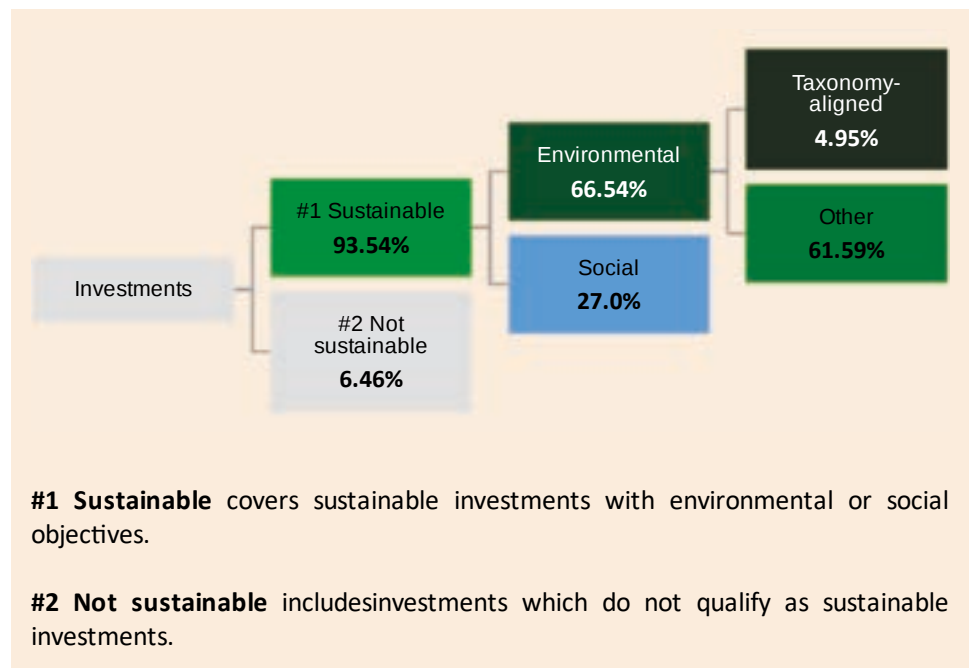 Taxonomy-
aligned
4.95%
Environmental
66.54%
#1 Sustainable
93.54%
Other
61.59%
Investments
Social
27.0%
#2 Not
sustainable
6.46%
#1 Sustainable covers sustainable investments with environmental or social
objectives.
#2 Not sustainable includesinvestments which do not qualify as sustainable
investments.